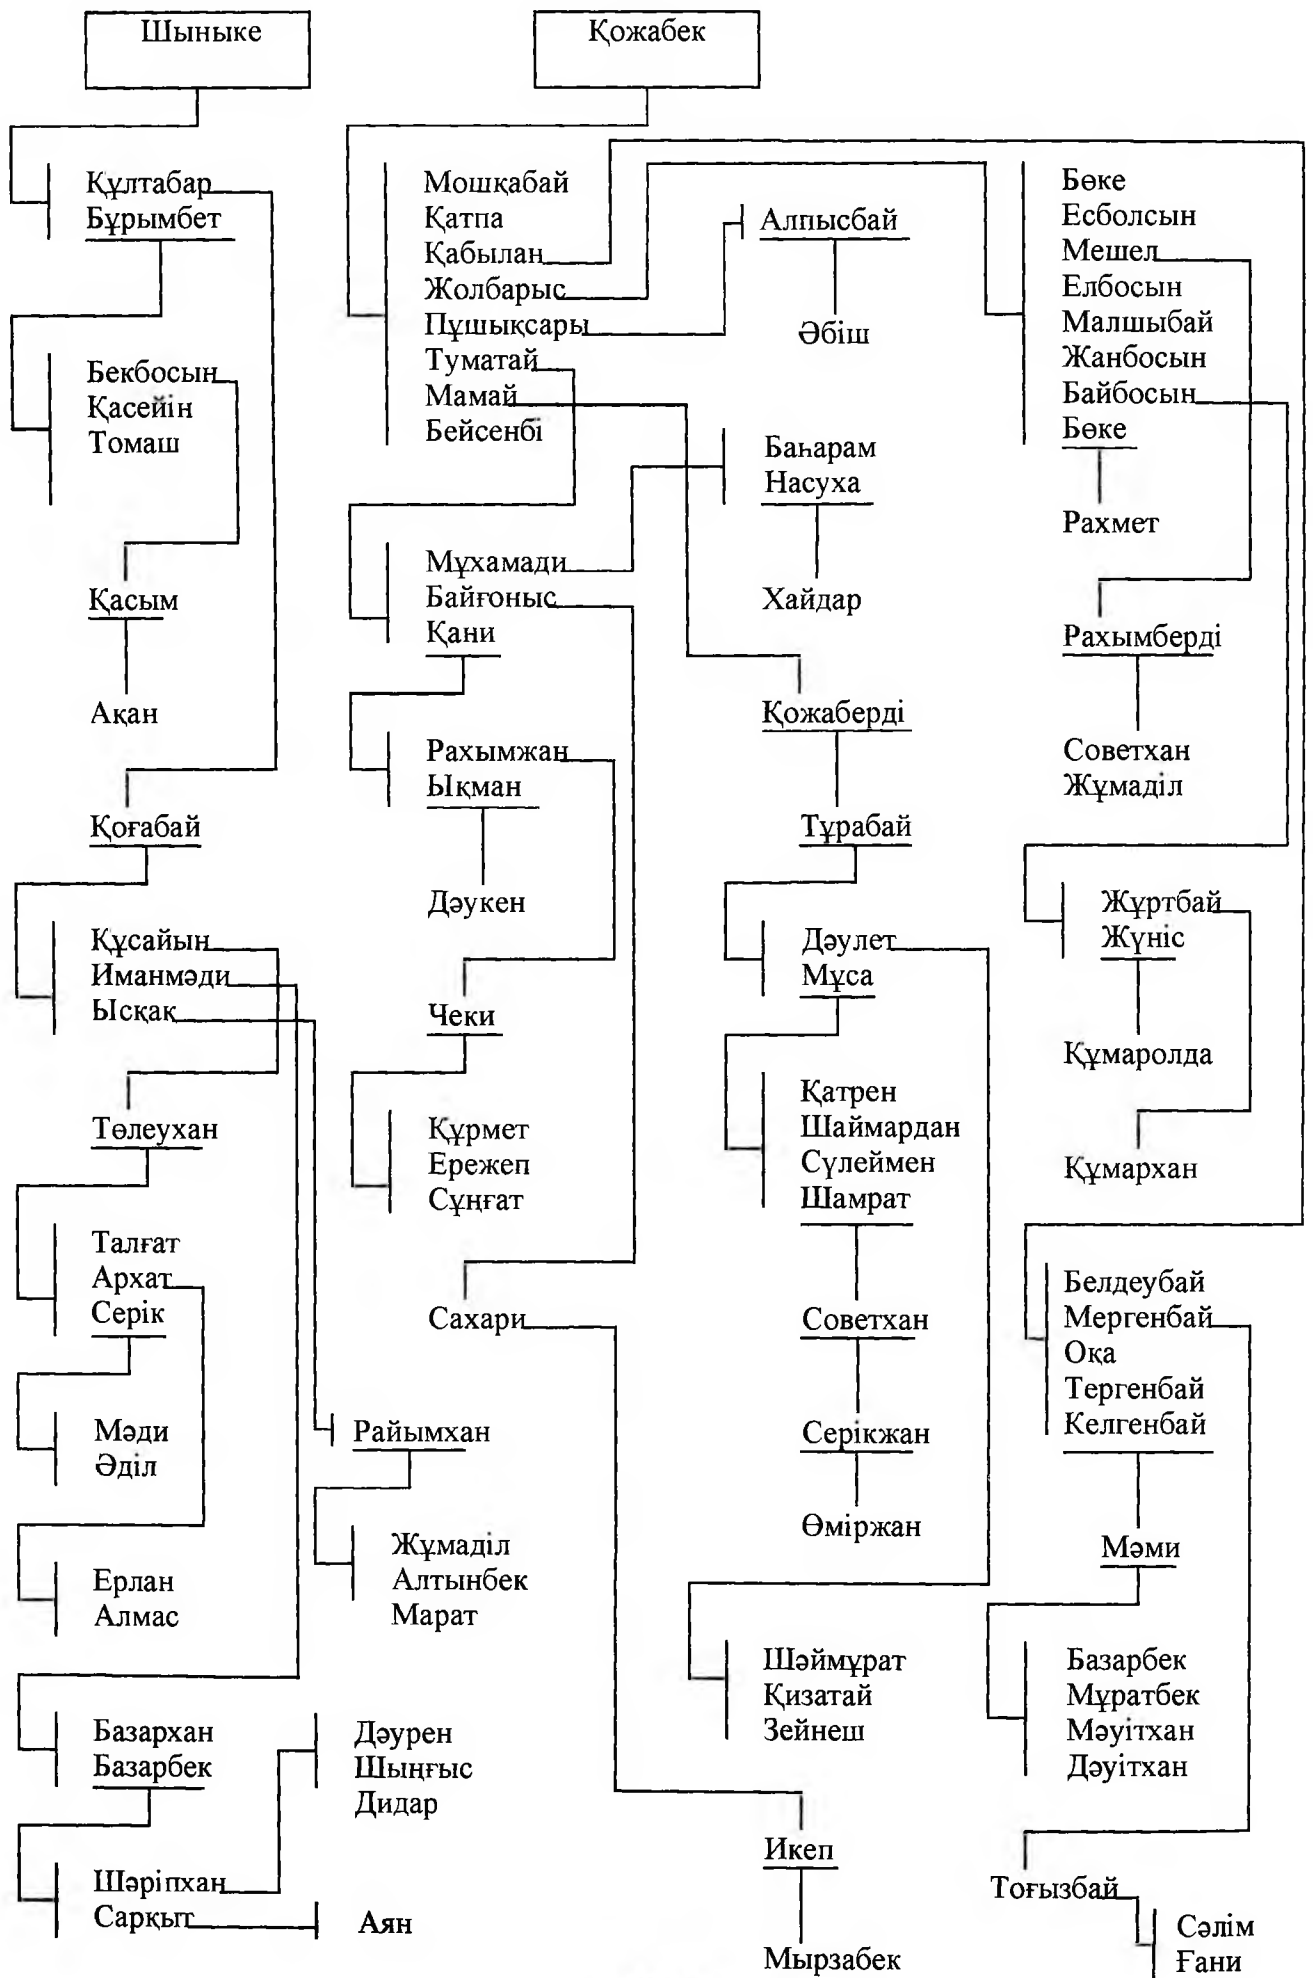 Шыныке
Қожабек
Құлтабар
Бұрымбет
Бекбосын
Қасейін
Томаш
Қасым
Ақан
Қоғабай
Құсайын
Иманмәди
Ысқақ
Төлеухан
Талғат
Архат
Серік
Мәди
Әділ
Ерлан
Алмас
Базархан
Базарбек
Шәріпхан
Сарқыт
Мошқабай
Қатпа
Қабылан
Жолбарыс
Пұшықсары
Туматай
Мамай
Бейсенбі
Мұхамади
Байғоныс
Қани
Рахымжан
Ықман
Дәукен
Чеки
Құрмет
Ережеп
Сұңғат
Сахари
Райымхан
Жұмаділ
Алтынбек
Марат
Дәурен
Шыңғыс
Дидар
Аян
Алпысбай
Әбіш
Баһарам
Насуха
Хайдар
Қожаберді
Тұрабай
Дәулет
Мұса
Қатрен
Шаймардан
Сүлеймен
Шамрат
Советхан
Серікжан
Өміржан
Шәймұрат
Қизатай
Зейнеш
Икеп
Мырзабек
Бөке
Есболсын
Мешел
Елбосын
Малшыбай
Жанбосын
Байбосын
Бөке
Рахмет
Рахымберді
Советхан
Жұмаділ
Жұртбай
Жүніс
Құмаролда
Құмархан
Белдеубай
Мергенбай
Оқа
Тергенбай
Келгенбай
Мәми
Базарбек
Мұратбек
Мәуітхан
Дәуітхан
Тоғызбай
Сәлім
Ғани